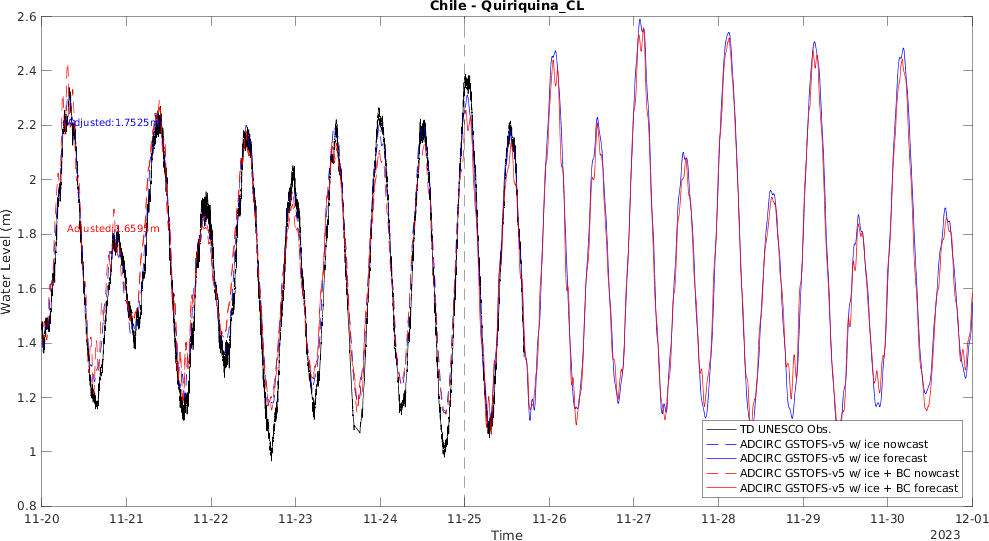 Chile - Quiriquina_CL
2.6
2.4
2.2
2
1.8
1.6
1.4
1.2
1
0.8
Water Level (m)
Adjusted:1.7525m
TD UNESCO Obs.
ADCIRC GSTOFS-v5 w/ ice nowcast
ADCIRC GSTOFS-v5 w/ ice forecast
ADCIRC GSTOFS-v5 w/ ice + BC nowcast
ADCIRC GSTOFS-v5 w/ ice + BC forecast
11-20
11-21
11-22
11-23
11-24
11-25
11-26
11-27
11-28
11-29
11-30
12-01
Time
2023